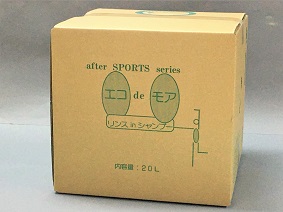 after SPORTS series
エコ de モア
リンス in シャンプー
内容量：20L